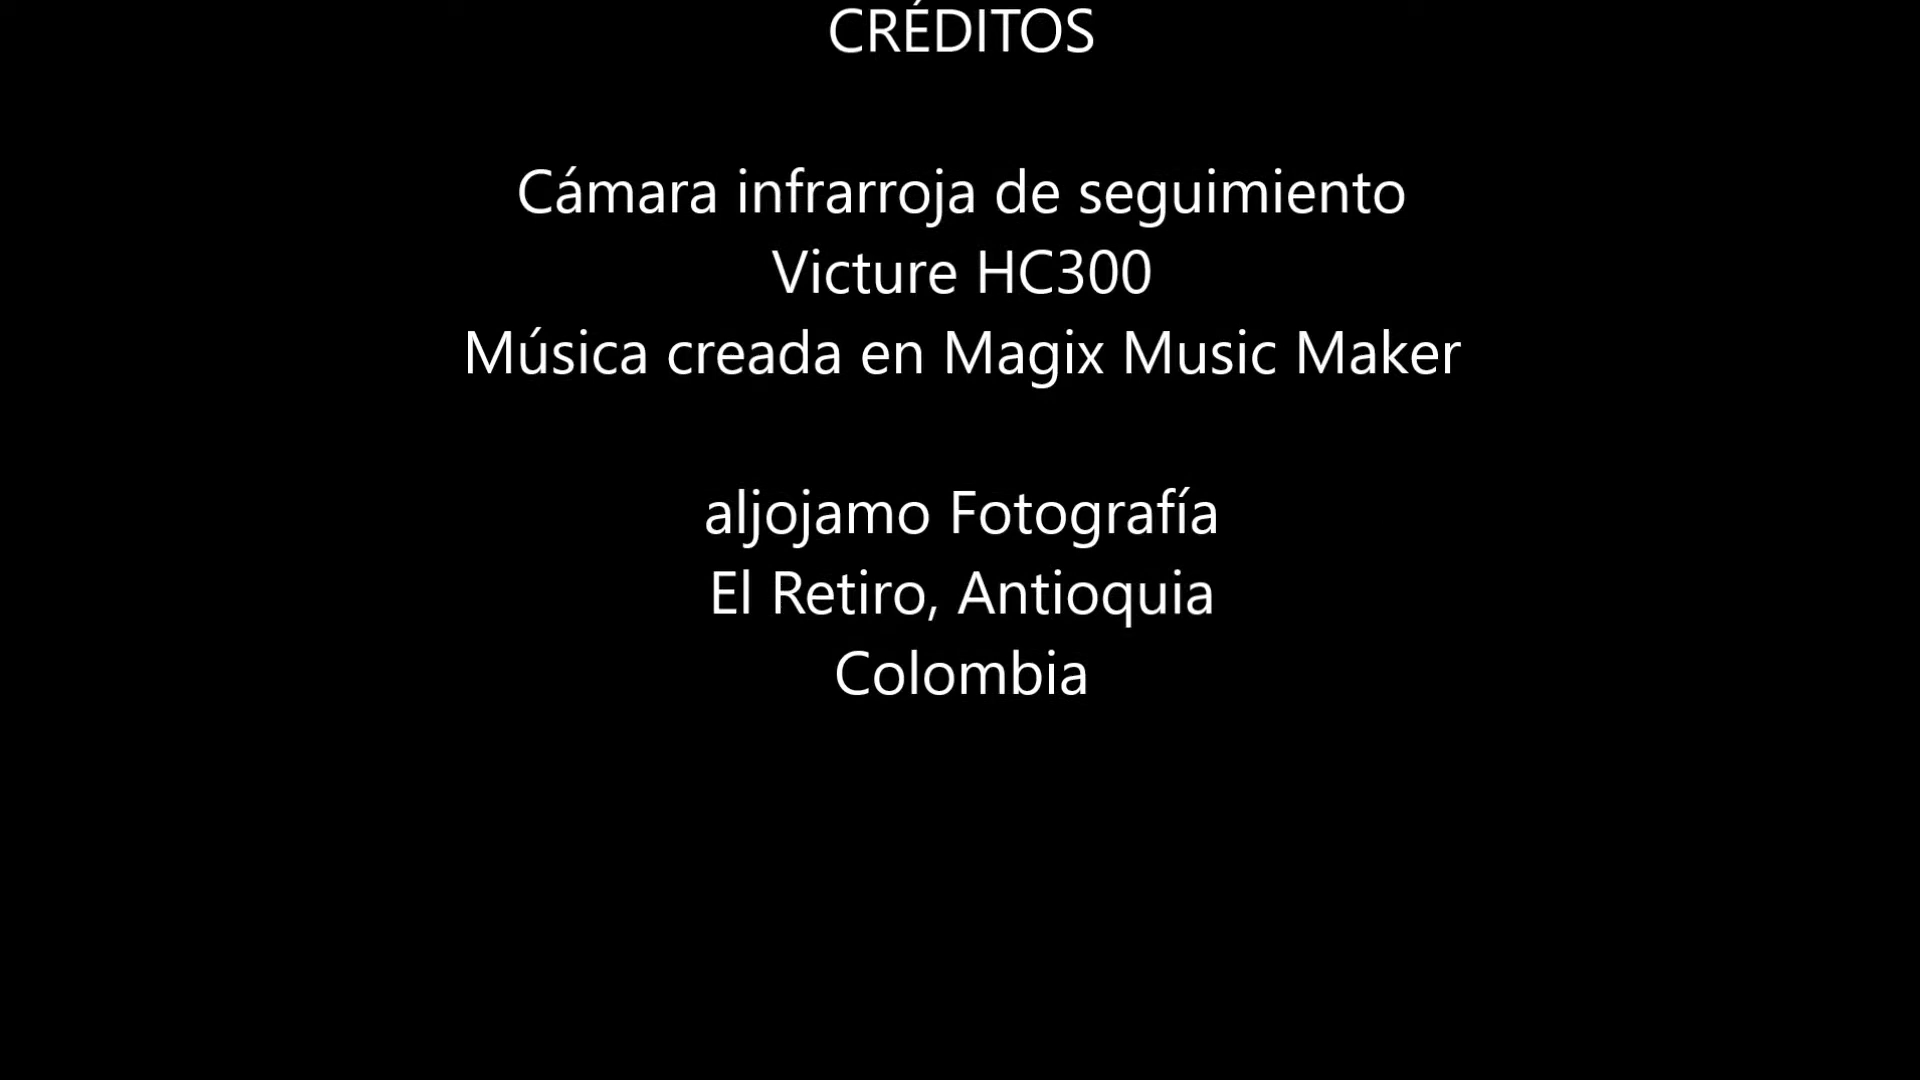 CRÉDITOS
Cámara infrarroja de seguimiento
Victure HC300
Música creada en Magix Music Maker
aljojamo Fotografía
El Retiro, Antioquia
Colombia